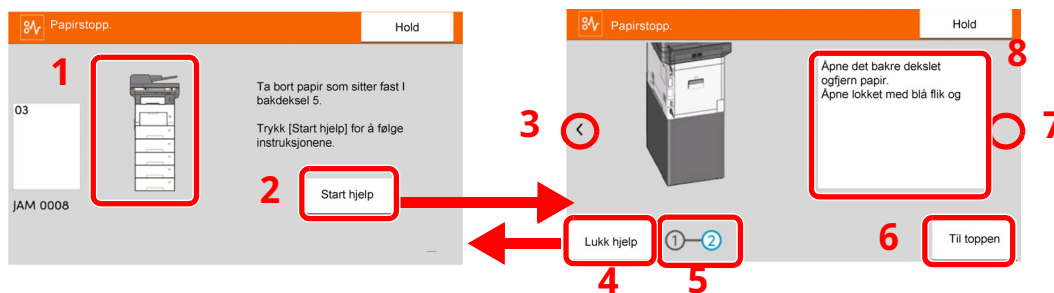 Papirstopp.
Hold
1
03
JAM 0008
Ta bort papir som sitter fast I
bakdeksel 5.
Trykk [Start hjelp] for å følge
instruksjonene.
2
Start hjelp
Papirstopp.
Hold
8
Åpne det bakre dekslet
ogfjern papir.
Åpne lokket med blå flik og
3
7
Lukk hjelp
1 2
6
Til toppen
4
5